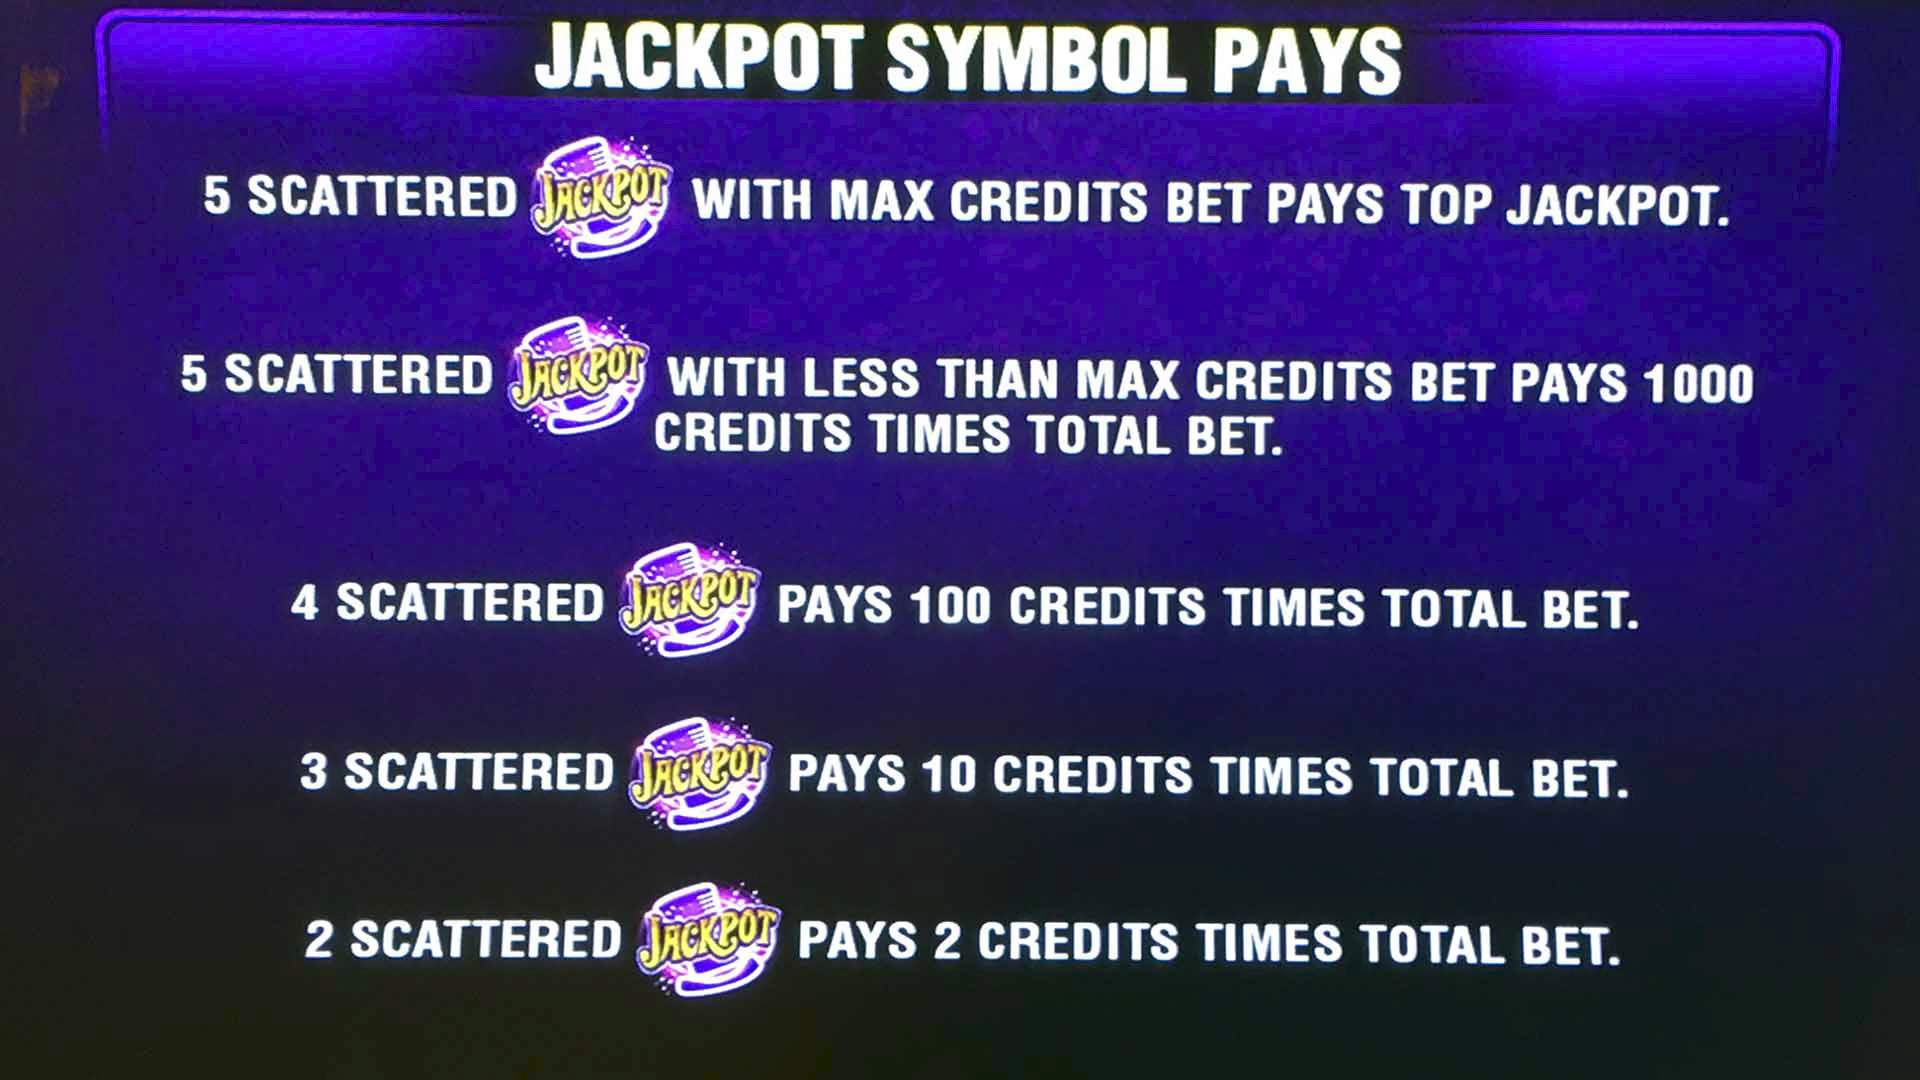 JACKPOT SYMBOL PAYS
5 SCATTERED JACKPOT WITH MAX CREDITS BET PAYS TOP JACKPOT.
5 SCATTERED JACKPOT WITH LESS THAN MAX CREDITS BET PAYS 1000
CREDITS TIMES TOTAL BET.
4 SCATTERED JACKPOT PAYS 100 CREDITS TIMES TOTAL BET.
3 SCATTERED JACKPOT PAYS 10 CREDITS TIMES TOTAL BET.
2 SCATTERED JACKPOT PAYS 2 CREDITS TIMES TOTAL BET.